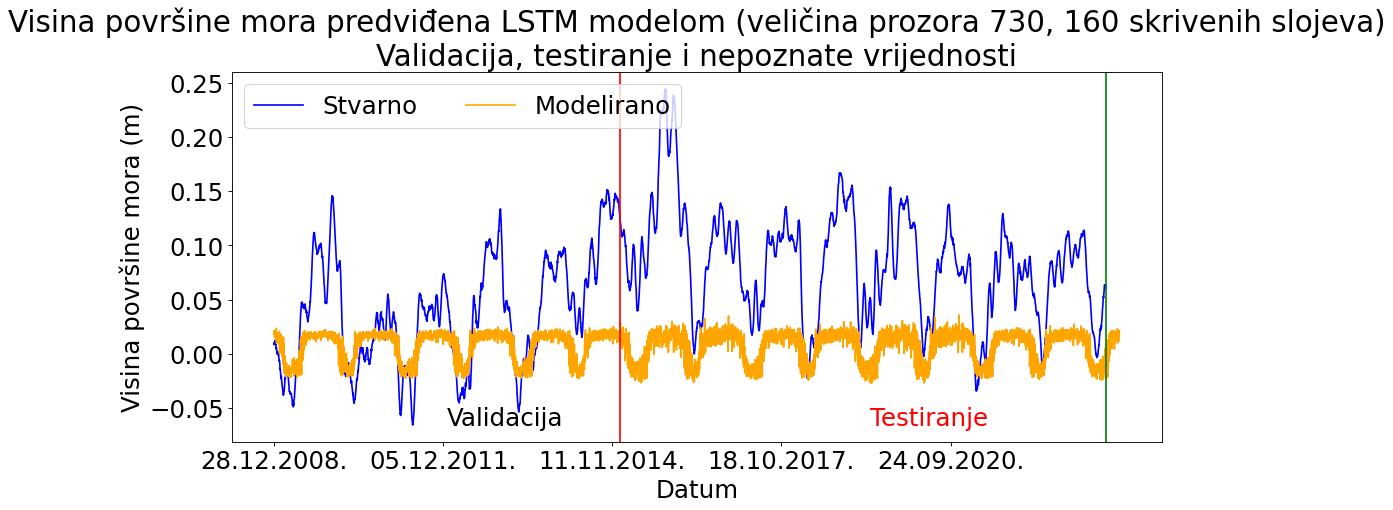 Visina površine mora predviđena LSTM modelom (veličina prozora 730, 160 skrivenih slojeva)
Validacija, testiranje i nepoznate vrijednosti
Stvarno
Modelirano
Visina površine mora (m)
0.25
0.20
0.15
0.10
0.05
0.00
−0.05
Validacija
Testiranje
28.12.2008.
05.12.2011.
11.11.2014.
18.10.2017.
24.09.2020.
Datum